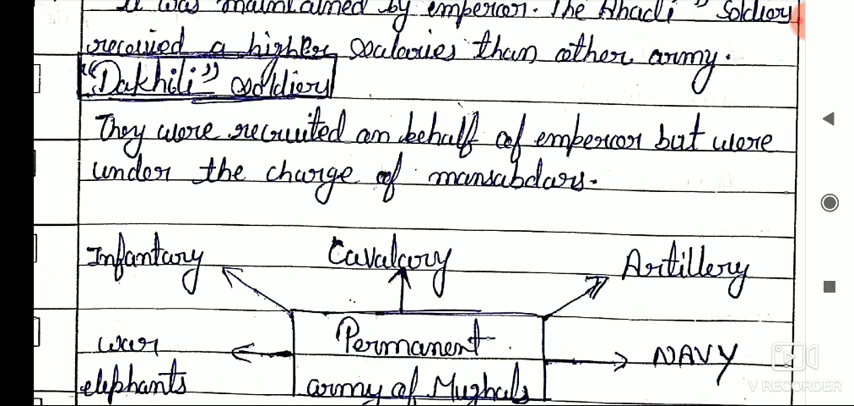 It was maintained by emperor. The Ahadi" Soldiers
received a higher salaries than other army.
"Dakhili" soldiers
They were recruited on behalf of emperor but were
under the charge of mansabdars.
Infantary Cavalary Artillery
war
elephants
Permanent
army of Mughals
NAVY
V RECORDER